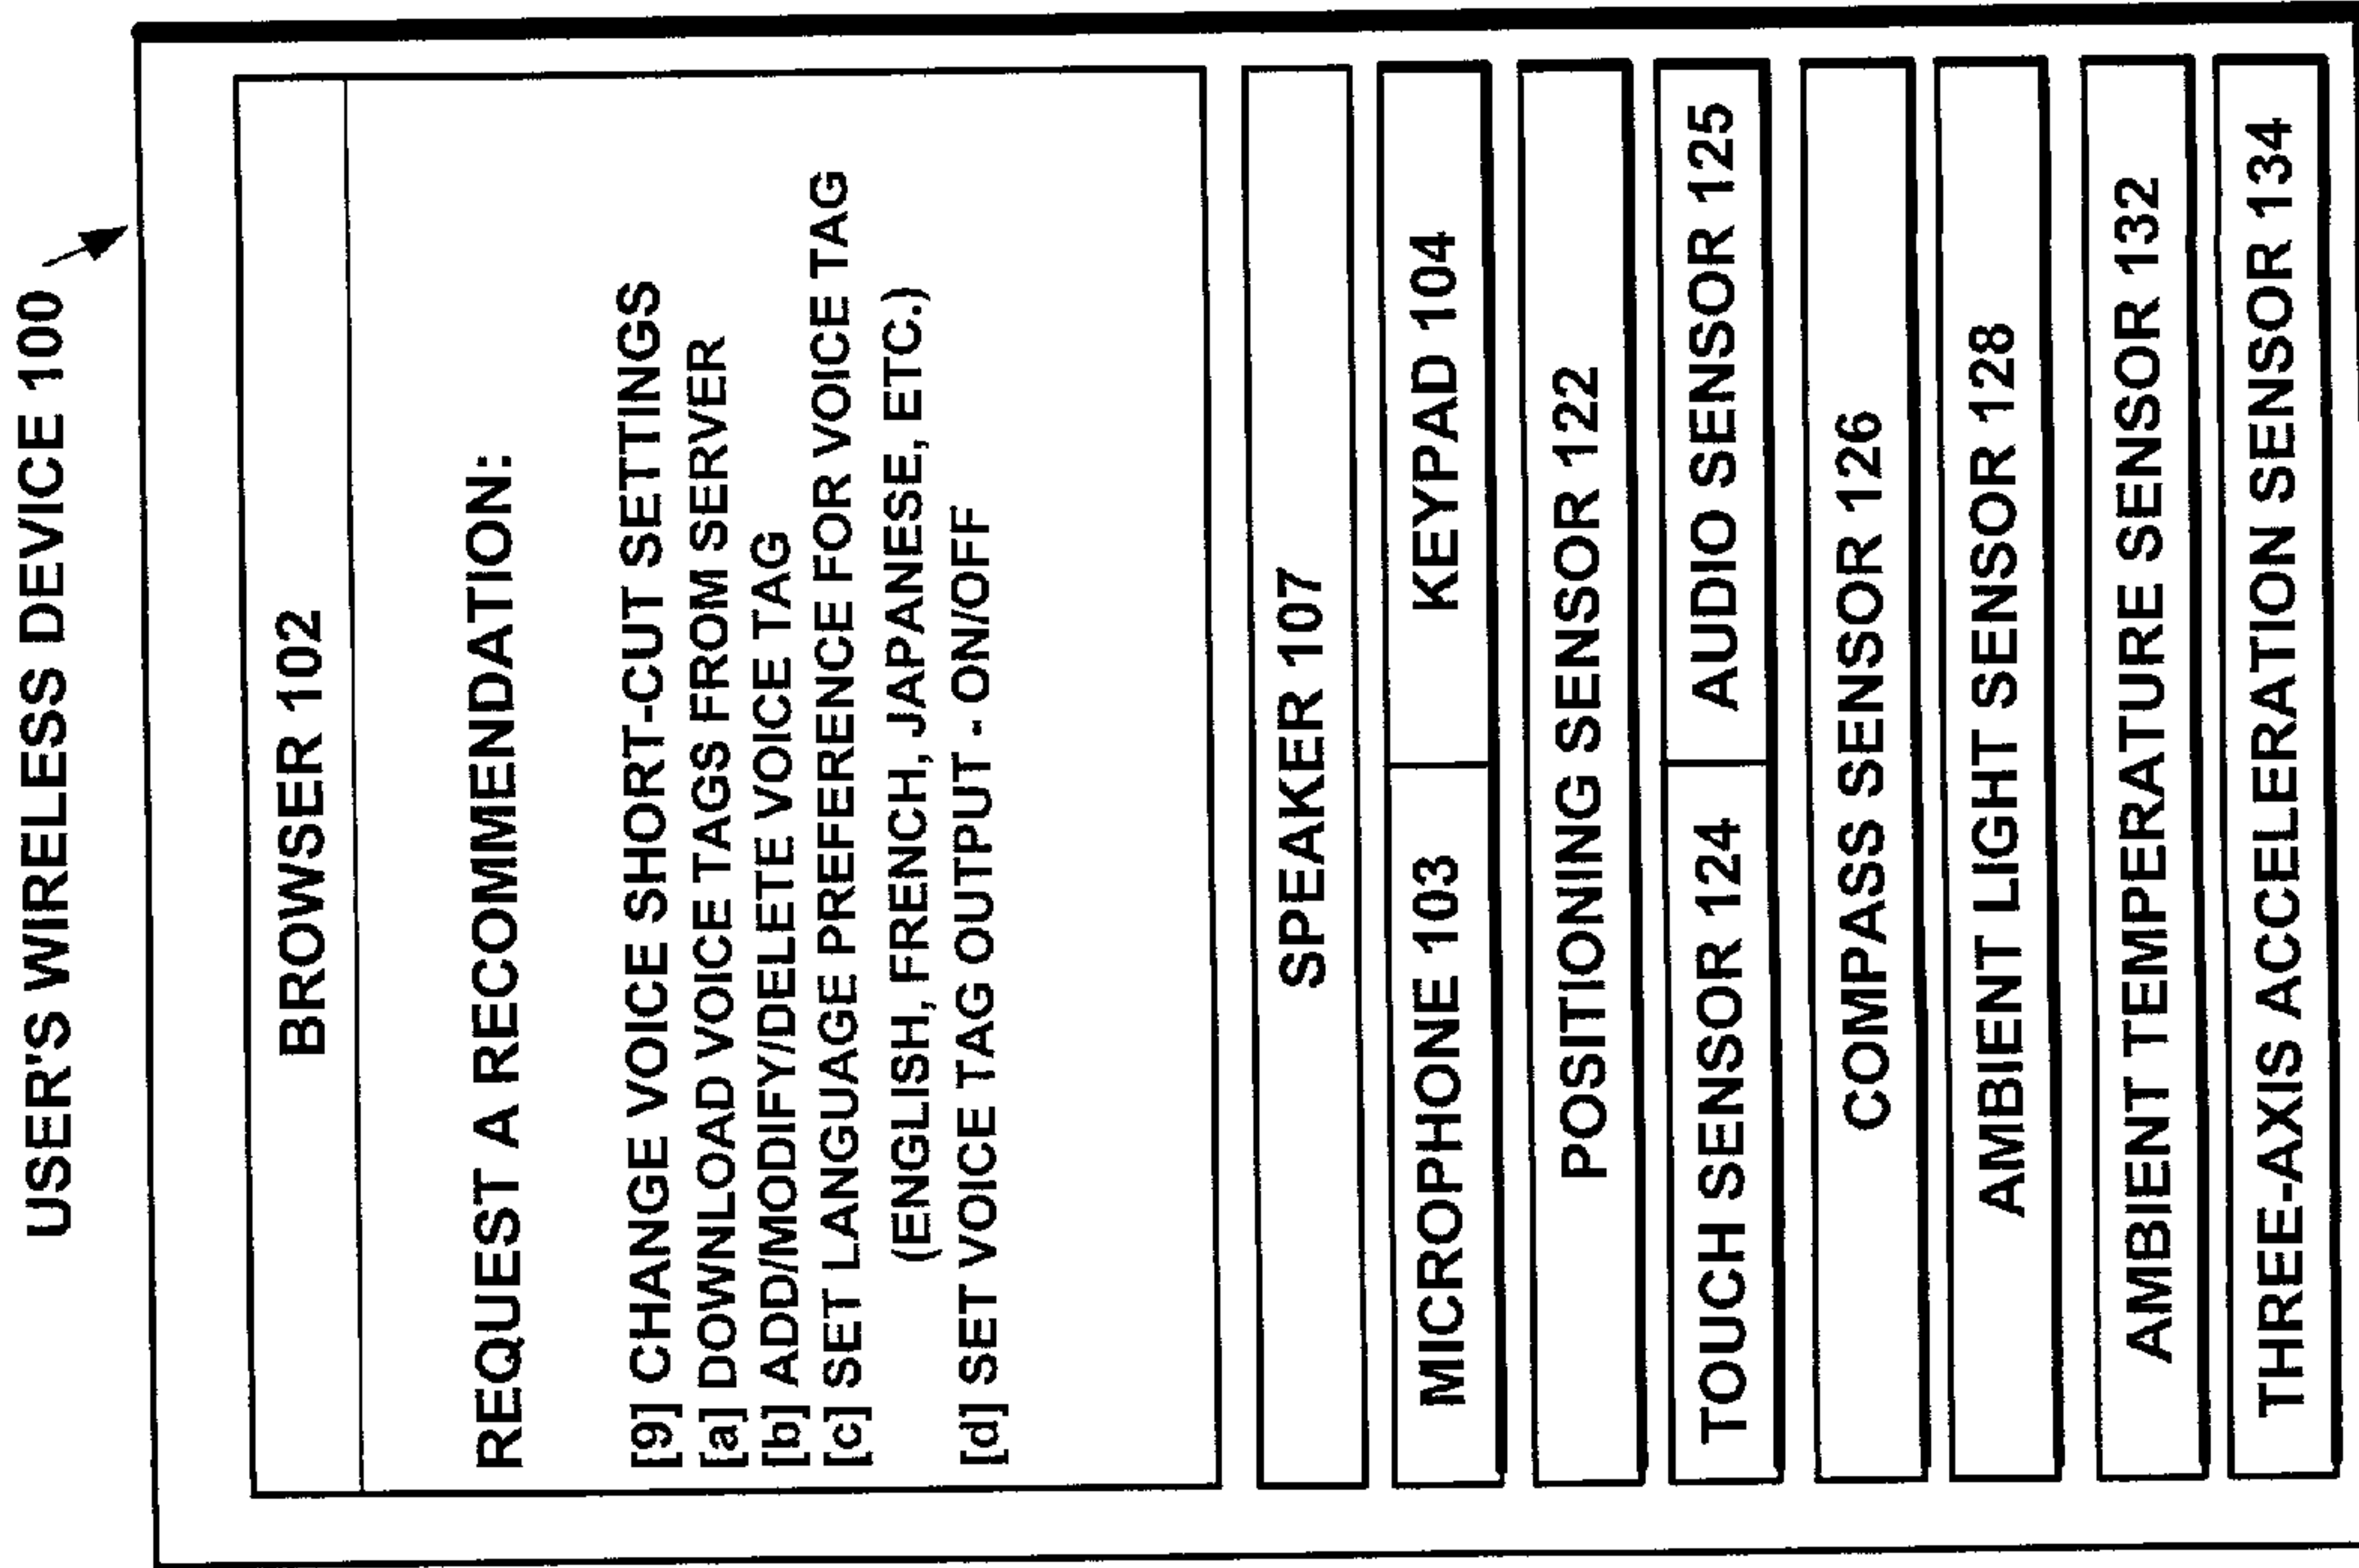 USER'S WIRELESS DEVICE 100
BROWSER 102
REQUEST A RECOMMENDATION:
[9] CHANGE VOICE SHORT-CUT SETTINGS
[a] DOWNLOAD VOICE TAGS FROM SERVER
[b] ADD/MODIFY/DELETE VOICE TAG
[c] SET LANGUAGE PREFERENCE FOR VOICE TAG
(ENGLISH, FRENCH, JAPANESE, ETC.)
[d] SET VOICE TAG OUTPUT - ON/OFF
SPEAKER 107
MICROPHONE 103 KEYPAD 104
POSITIONING SENSOR 122
TOUCH SENSOR 124 AUDIO SENSOR 125
COMPASS SENSOR 126
AMBIENT LIGHT SENSOR 128
AMBIENT TEMPERATURE SENSOR 132
THREE-AXIS ACCELERATION SENSOR 134